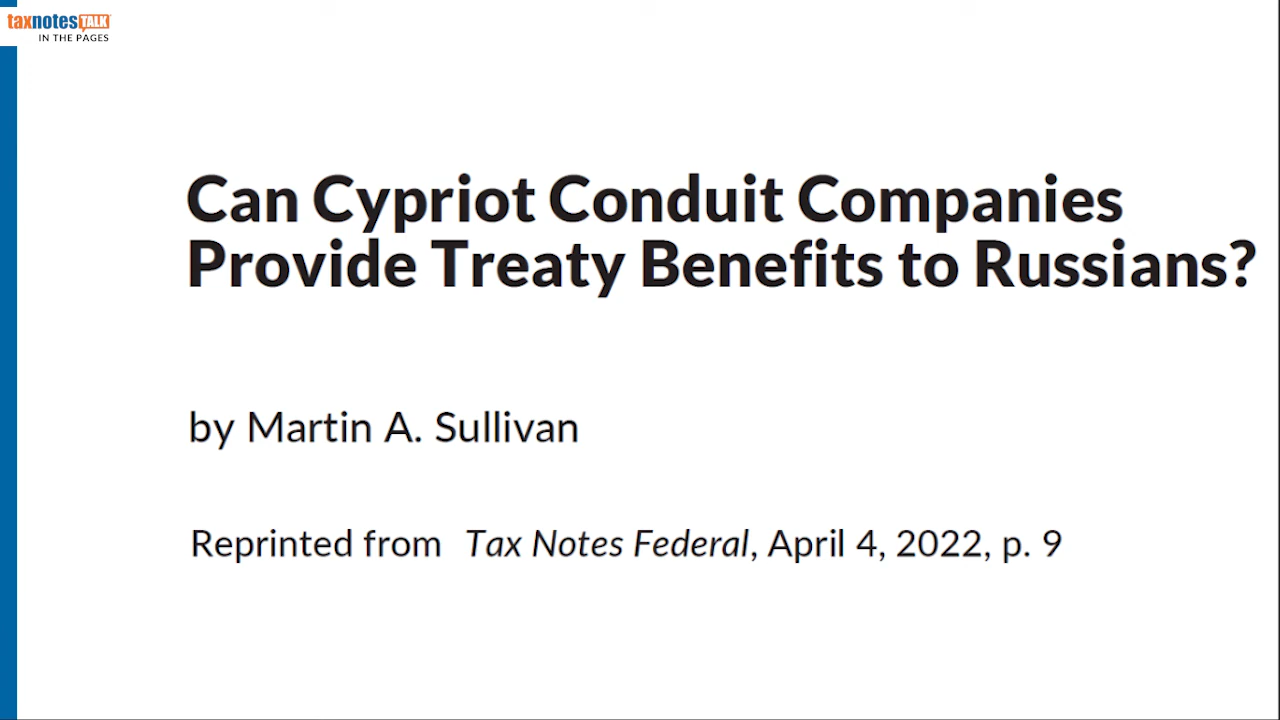 taxnotes TALK
IN THE PAGES
Can Cypriot Conduit Companies
Provide Treaty Benefits to Russians?
by Martin A. Sullivan
Reprinted from Tax Notes Federal, April 4, 2022, p. 9